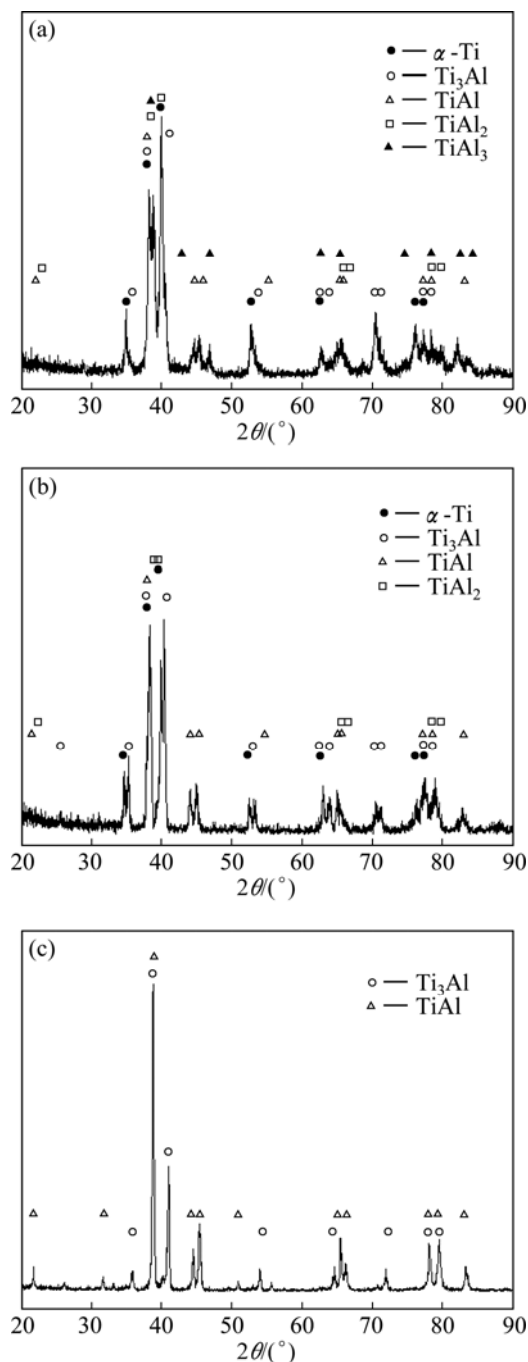 (a)
● — α-Ti
○ — Ti₃Al
△ — TiAl
□ — TiAl₂
▲ — TiAl₃
20 30 40 50 60 70 80 90
2θ/(°)
(b)
● — α-Ti
○ — Ti₃Al
△ — TiAl
□ — TiAl₂
20 30 40 50 60 70 80 90
2θ/(°)
(c)
○ — Ti₃Al
△ — TiAl
20 30 40 50 60 70 80 90
2θ/(°)